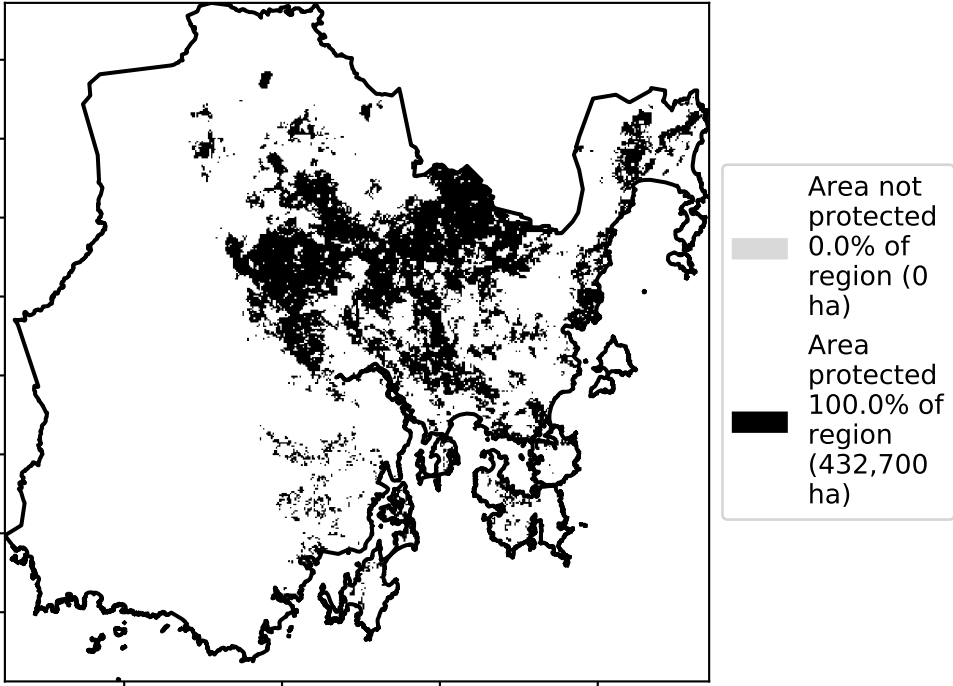 Area not
protected
0.0% of
region (0
ha)
Area
protected
100.0% of
region
(432,700
ha)